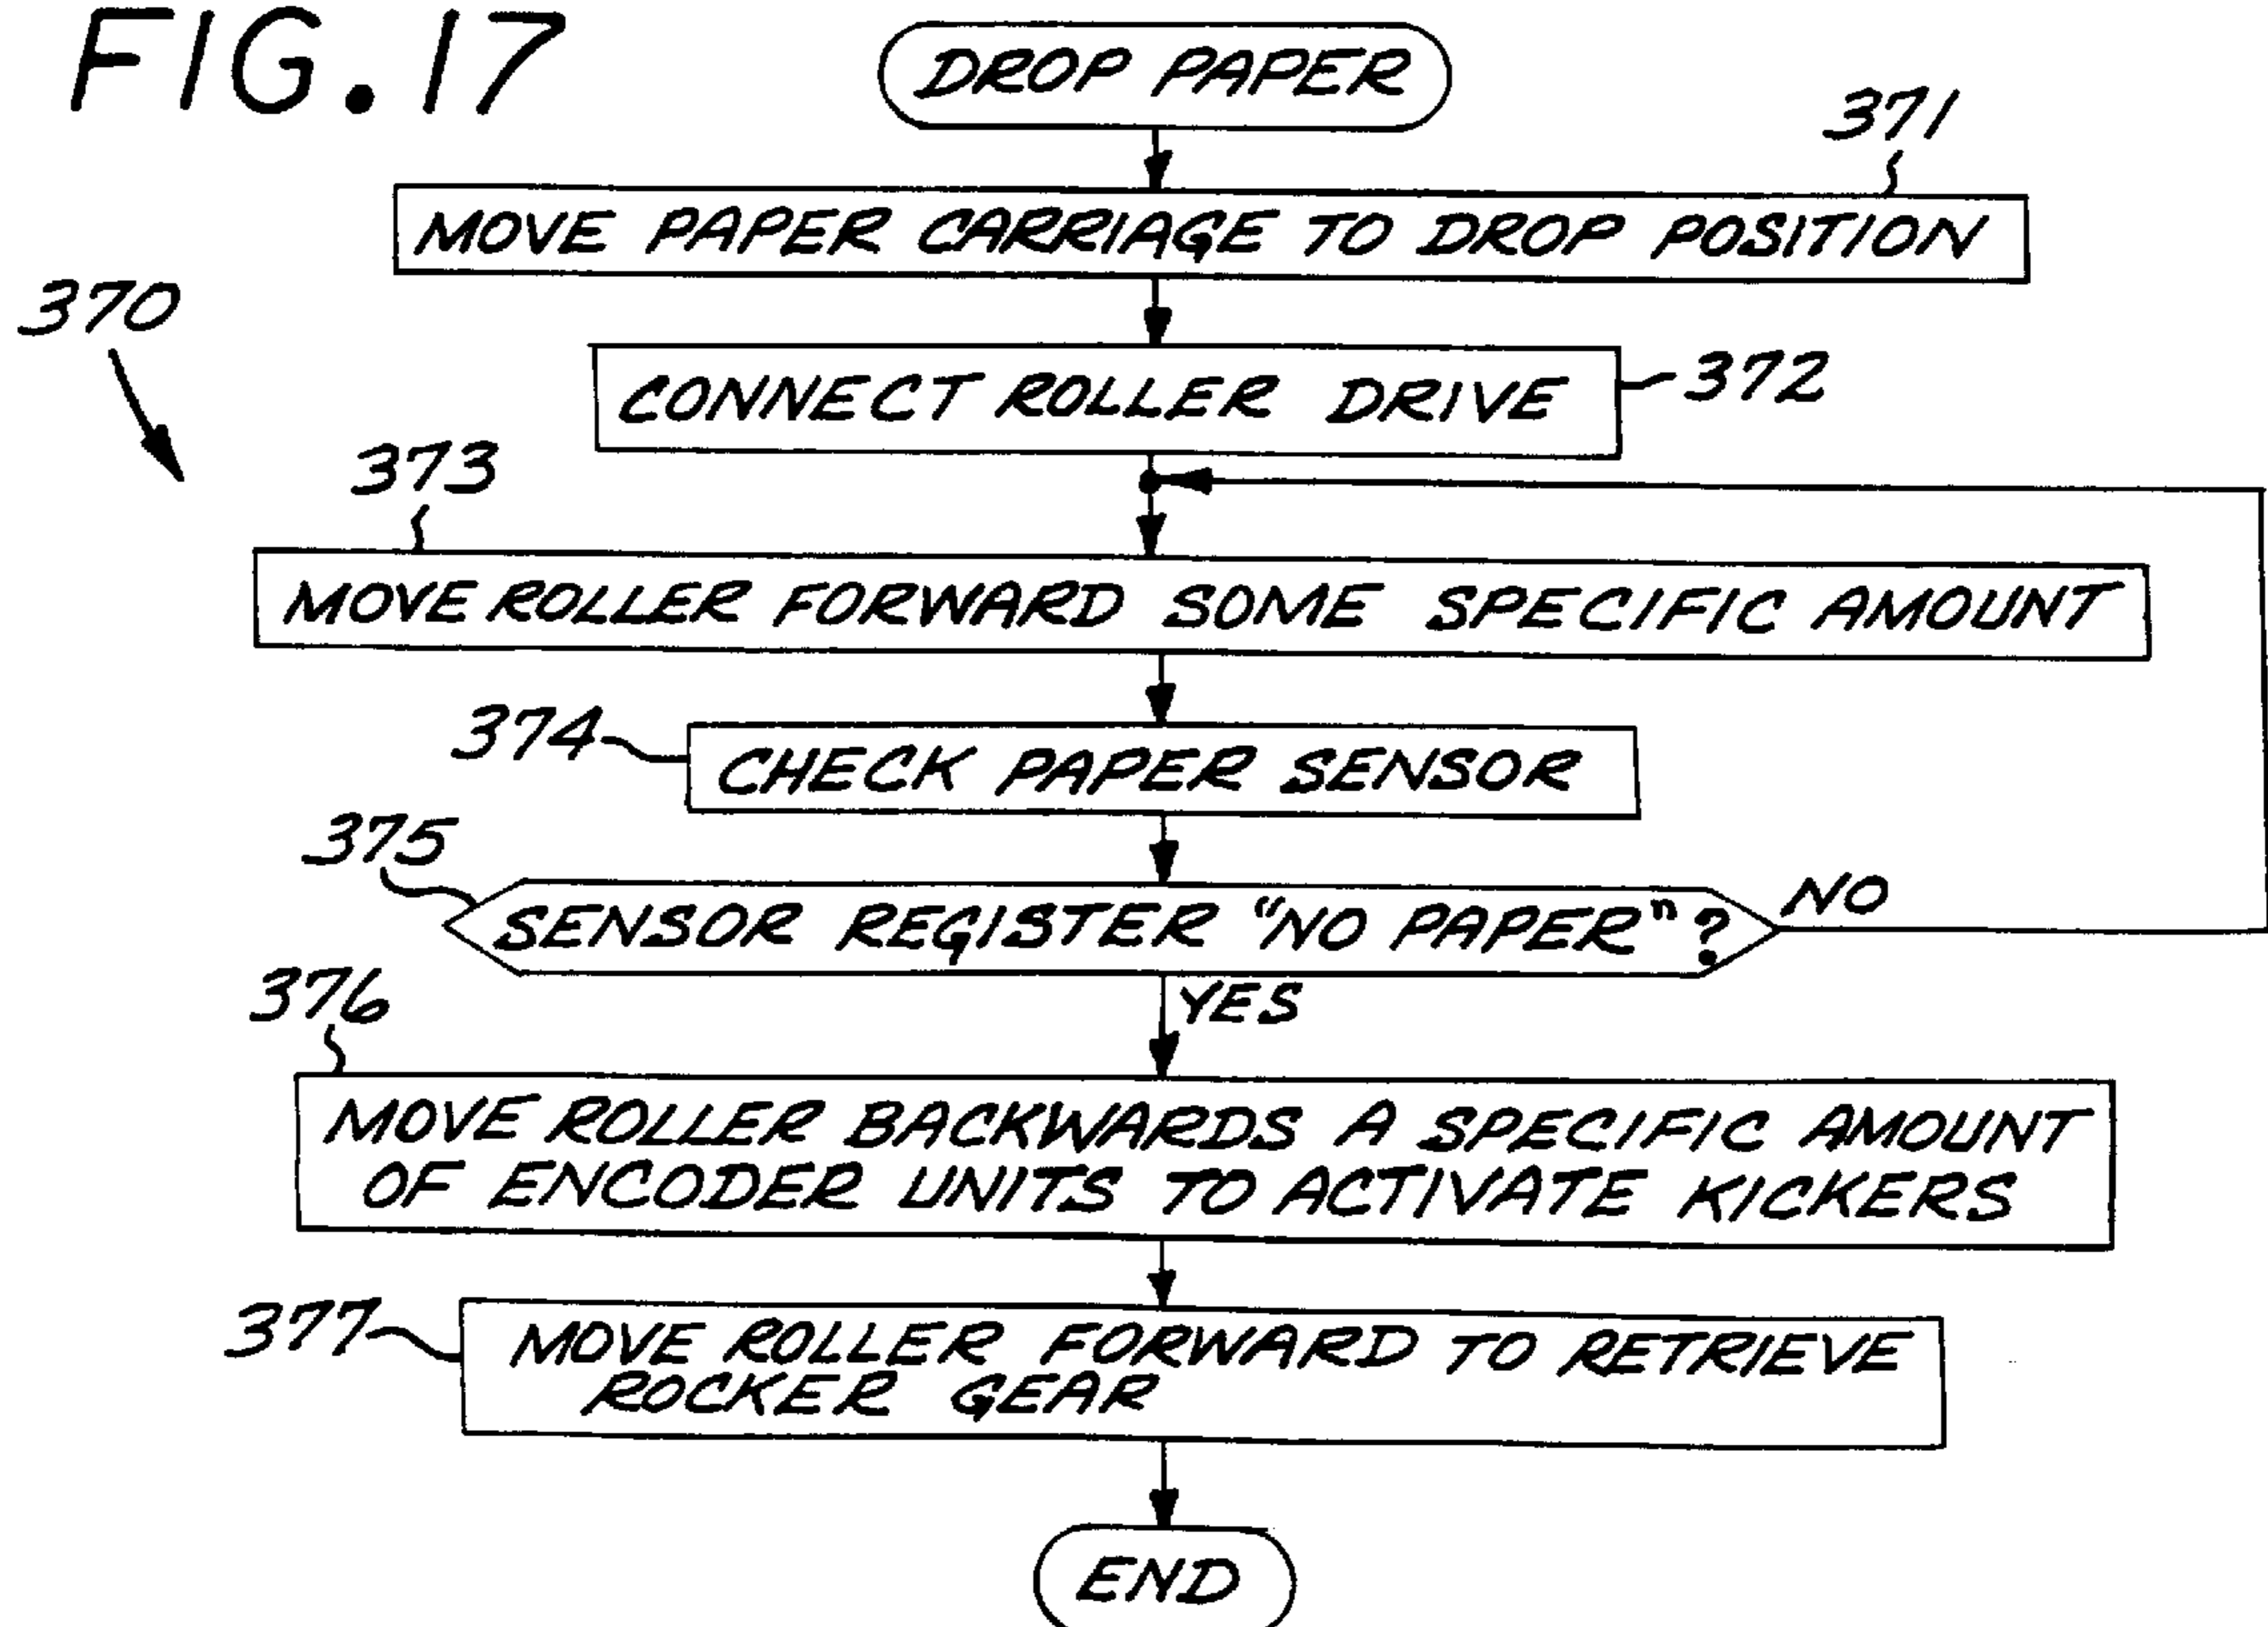 FIG. 17
DROP PAPER
371
MOVE PAPER CARRIAGE TO DROP POSITION
370
CONNECT ROLLER DRIVE
372
373
MOVE ROLLER FORWARD SOME SPECIFIC AMOUNT
374
CHECK PAPER SENSOR
375
SENSOR REGISTER "NO PAPER"?
NO
YES
376
MOVE ROLLER BACKWARDS A SPECIFIC AMOUNT
OF ENCODER UNITS TO ACTIVATE KICKERS
377
MOVE ROLLER FORWARD TO RETRIEVE
ROCKER GEAR
END